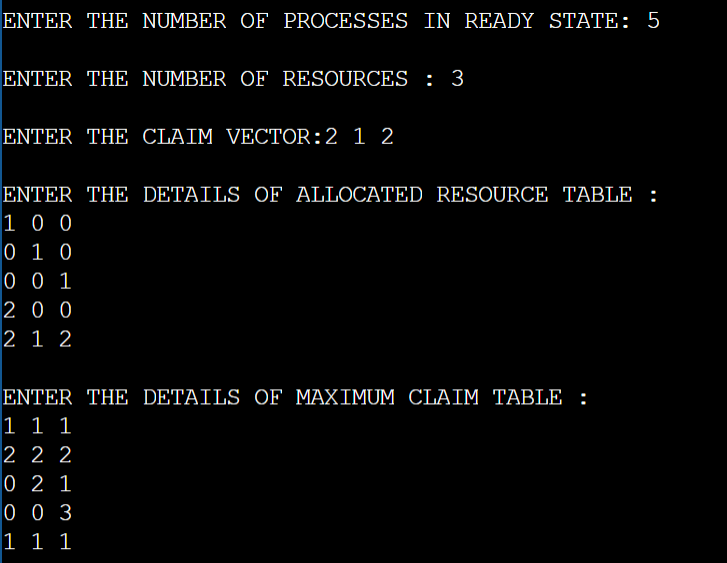 ENTER THE NUMBER OF PROCESSES IN READY STATE: 5
ENTER THE NUMBER OF RESOURCES : 3
ENTER THE CLAIM VECTOR:2 1 2
ENTER THE DETAILS OF ALLOCATED RESOURCE TABLE :
1 0 0
0 1 0
0 0 1
2 0 0
2 1 2
ENTER THE DETAILS OF MAXIMUM CLAIM TABLE :
1 1 1
2 2 2
0 2 1
0 0 3
1 1 1